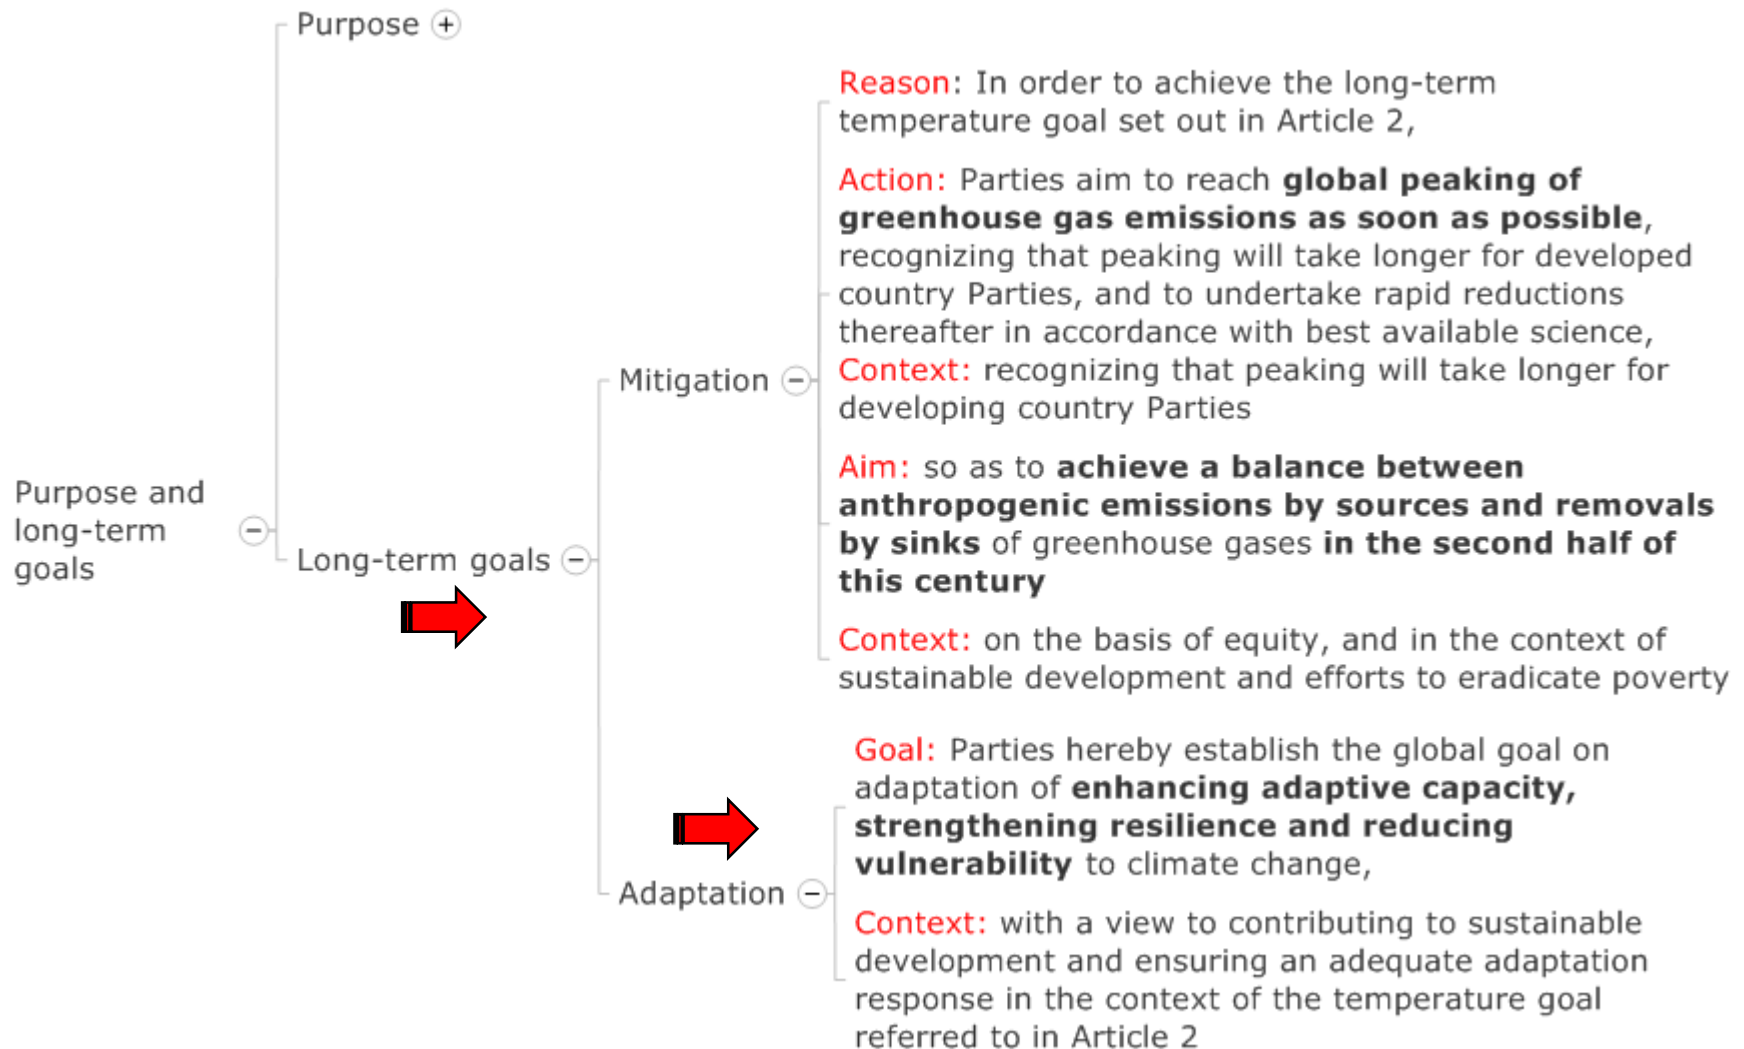 Purpose
Reason: In order to achieve the long-term
temperature goal set out in Article 2,
Action: Parties aim to reach global peaking of
greenhouse gas emissions as soon as possible,
recognizing that peaking will take longer for developed
country Parties, and to undertake rapid reductions
thereafter in accordance with best available science,
Context: recognizing that peaking will take longer for
developing country Parties
Mitigation
Aim: so as to achieve a balance between
anthropogenic emissions by sources and removals
by sinks of greenhouse gases in the second half of
this century
Purpose and
long-term
goals
Long-term goals
Context: on the basis of equity, and in the context of
sustainable development and efforts to eradicate poverty
Goal: Parties hereby establish the global goal on
adaptation of enhancing adaptive capacity,
strengthening resilience and reducing
vulnerability to climate change,
Adaptation
Context: with a view to contributing to sustainable
development and ensuring an adequate adaptation
response in the context of the temperature goal
referred to in Article 2